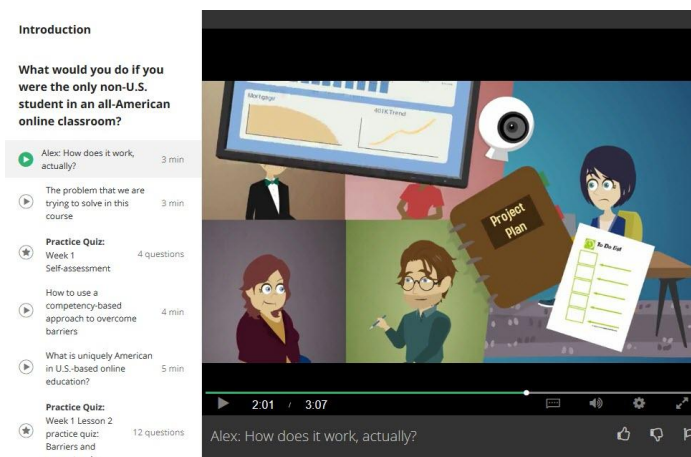 Introduction
What would you do if you
were the only non-U.S.
student in an all-American
online classroom?
Alex: How does it work,
actually?
3 min
The problem that we are
trying to solve in this
course
3 min
Practice Quiz:
Week 1
Self-assessment
4 questions
How to use a
competency-based
approach to overcome
barriers
4 min
What is uniquely American
in U.S.-based online
education?
5 min
Practice Quiz:
Week 1 Lesson 2
practice quiz:
Barriers and
12 questions
Mortgage
401K Trend
Project
Plan
To Do List
2:01 / 3:07
Alex: How does it work, actually?